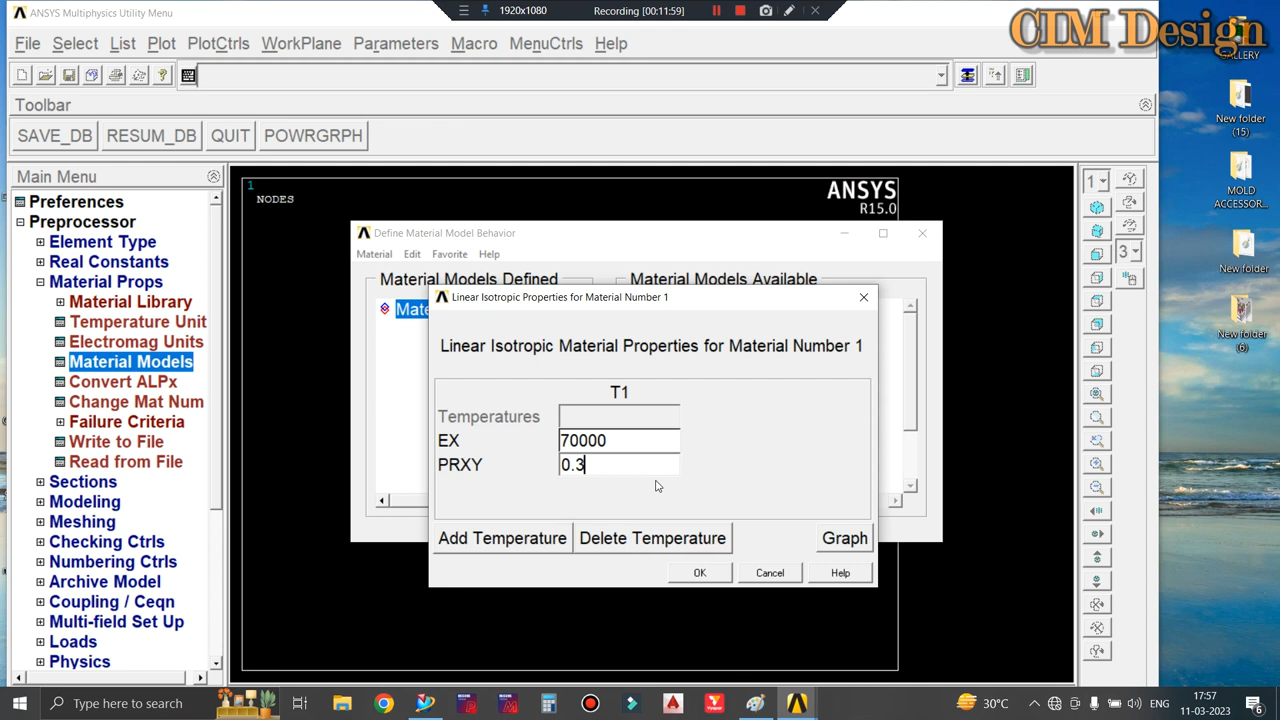 ANSYS Multiphysics Utility Menu
1920x1080
Recording [00:11:59]
CIM Design
File Select List Plot PlotCtrls WorkPlane Parameters Macro MenuCtrls Help
GALLERY
Toolbar
SAVE_DB RESUM_DB QUIT POWRGRPH
New folder
(15)
Main Menu
Preferences
Preprocessor
Element Type
Real Constants
Material Props
Material Library
Temperature Unit
Electromag Units
Material Models
Convert ALPx
Change Mat Num
Failure Criteria
Write to File
Read from File
Sections
Modeling
Meshing
Checking Ctrls
Numbering Ctrls
Archive Model
Coupling / Ceqn
Multi-field Set Up
Loads
Physics
1
NODES
ANSYS
R15.0
1
3
MOLD
ACCESSOR...
New folder
New folder
(6)
Define Material Model Behavior
Material Edit Favorite Help
Material Models Defined
Material Models Available
Mate
Linear Isotropic Properties for Material Number 1
Linear Isotropic Material Properties for Material Number 1
T1
Temperatures
EX 70000
PRXY 0.3
Add Temperature Delete Temperature Graph
OK Cancel Help
Type here to search
30°C
ENG
17:57
11-03-2023
6